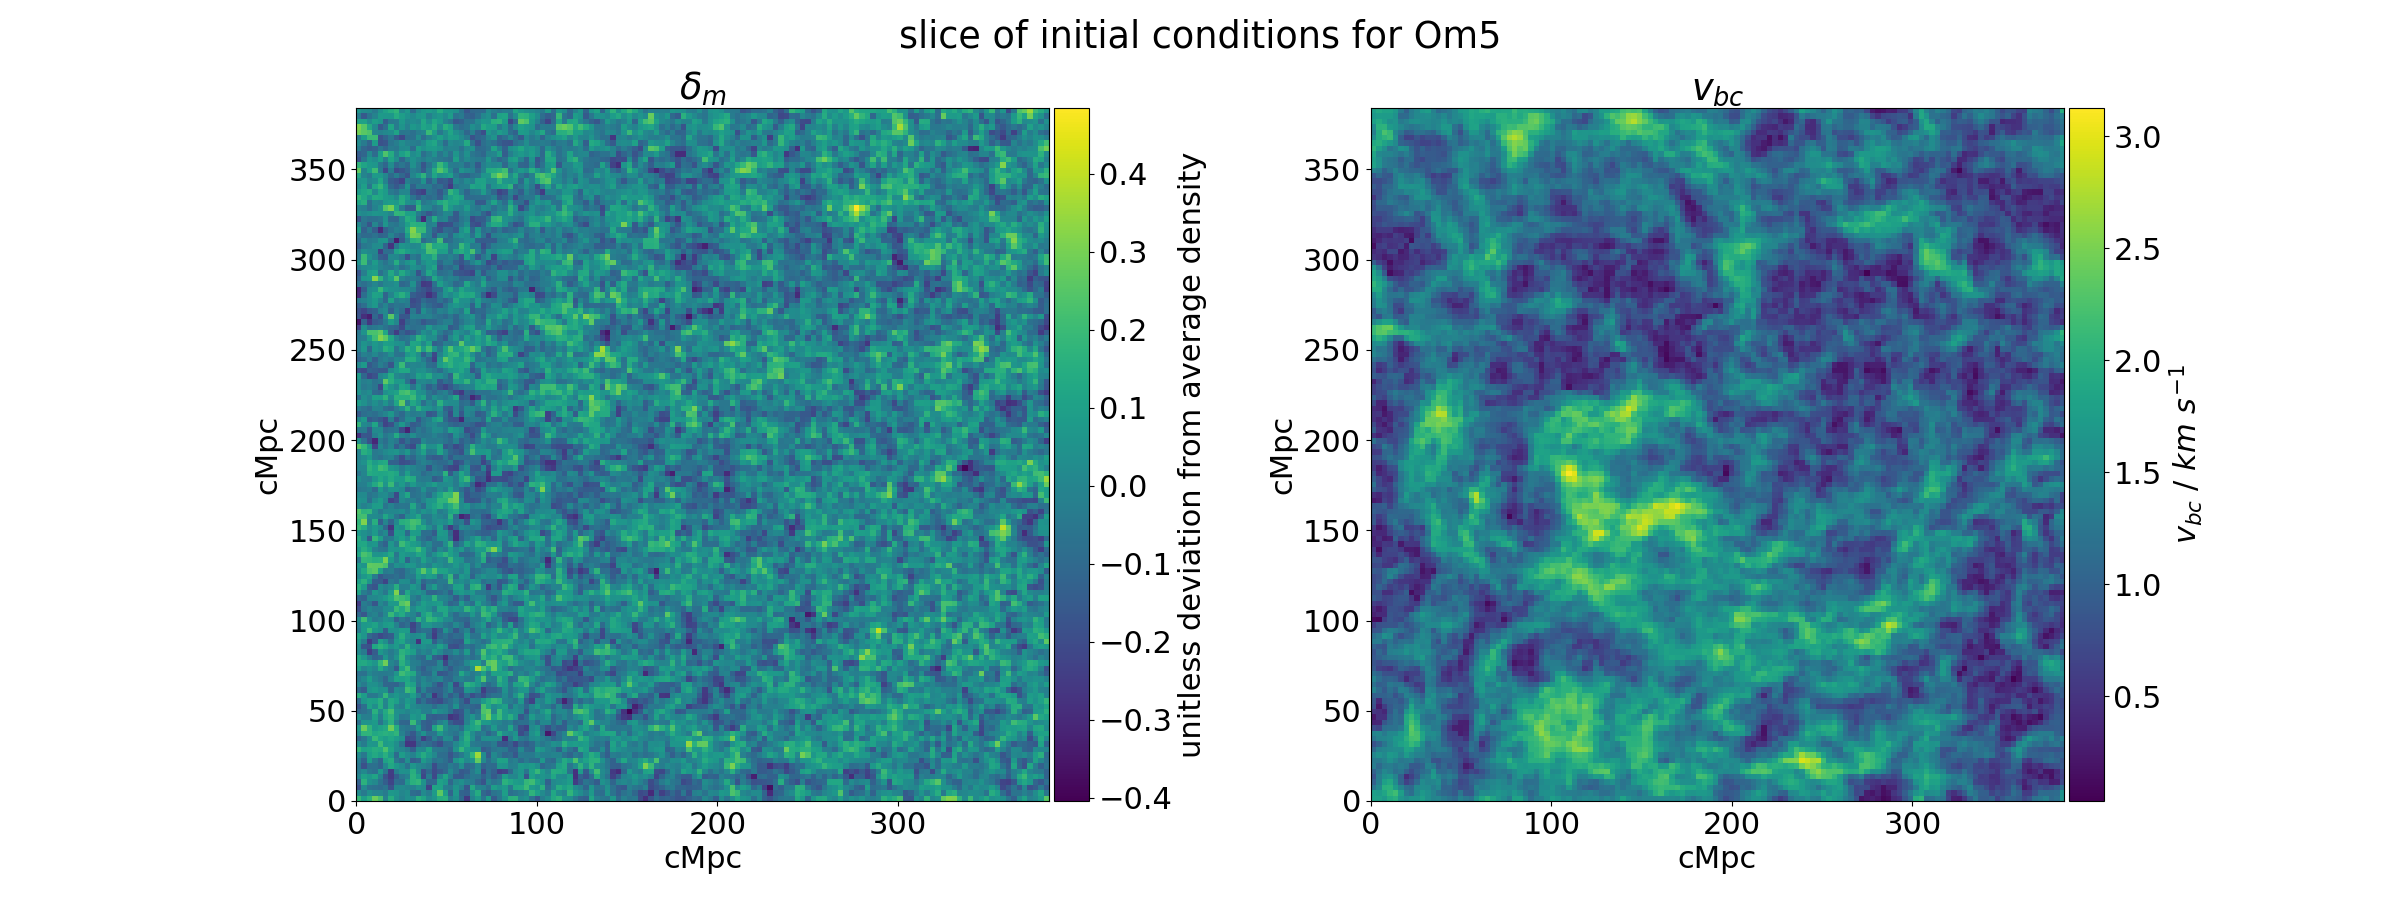 slice of initial conditions for Om5
δ_m
350
300
250
200
150
100
50
0
cMpc
0 100 200 300
cMpc
0.4
0.3
0.2
0.1
0.0
−0.1
−0.2
−0.3
−0.4
unitless deviation from average density
v_bc
350
300
250
200
150
100
50
0
cMpc
0 100 200 300
cMpc
3.0
2.5
2.0
1.5
1.0
0.5
v_bc / km s⁻¹